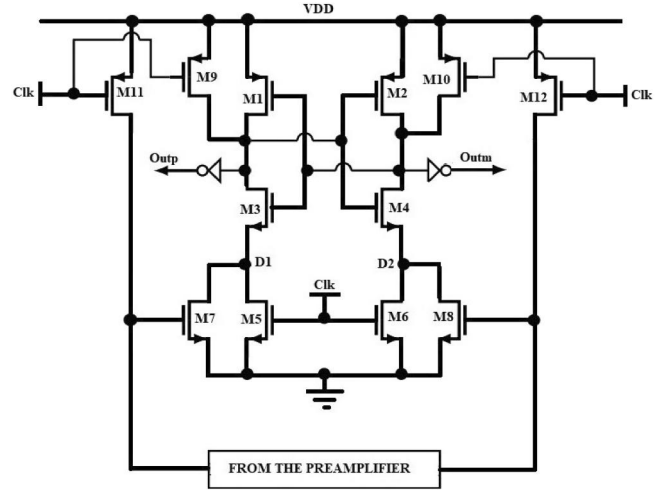 VDD
Clk
M11
M9
M1
M2
M10
M12
Clk
Outp
Outm
M3
M4
D1
Clk
D2
M7
M5
M6
M8
FROM THE PREAMPLIFIER